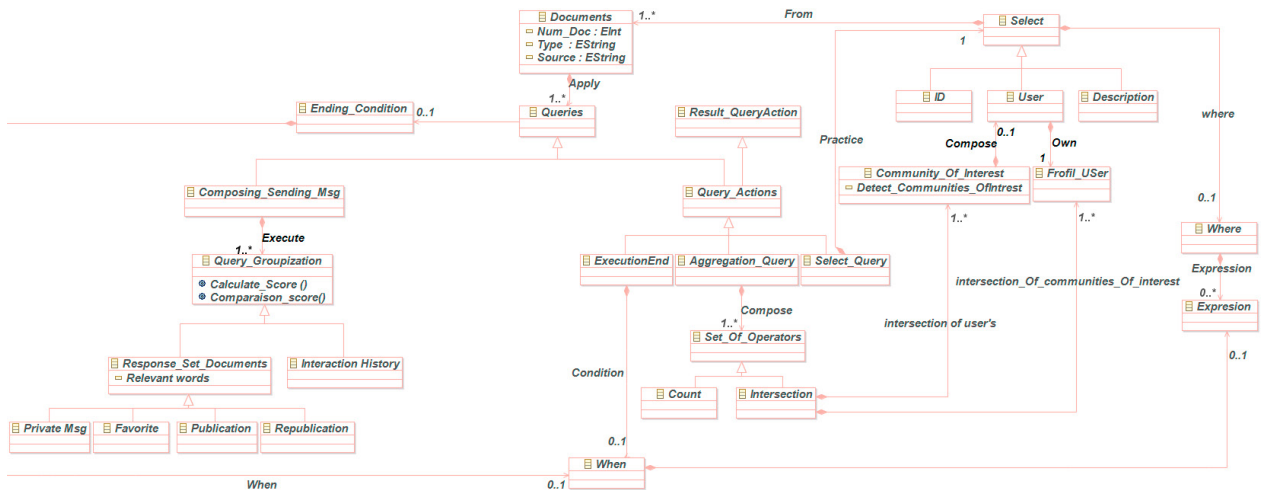 Documents
Num_Doc : EInt
Type : EString
Source : EString
1..*
From
Select
1
Apply
1..*
Ending_Condition
0..1
Queries
Result_QueryAction
ID
User
Description
Practice
0..1
Compose
Own
1
where
Community_Of_Interest
Detect_Communities_OfIntrest
Frofil_USer
Composing_Sending_Msg
Query_Actions
1..*
1..*
0..1
Where
Execute
1..*
Query_Groupization
Calculate_Score ()
Comparaison_score()
ExecutionEnd
Aggregation_Query
Select_Query
Expression
intersection_Of_communities_Of_interest
0..*
Expresion
Compose
1..*
intersection of user's
Set_Of_Operators
0..1
Response_Set_Documents
Relevant words
Interaction History
Condition
Count
Intersection
Private Msg
Favorite
Publication
Republication
0..1
When
When
0..1